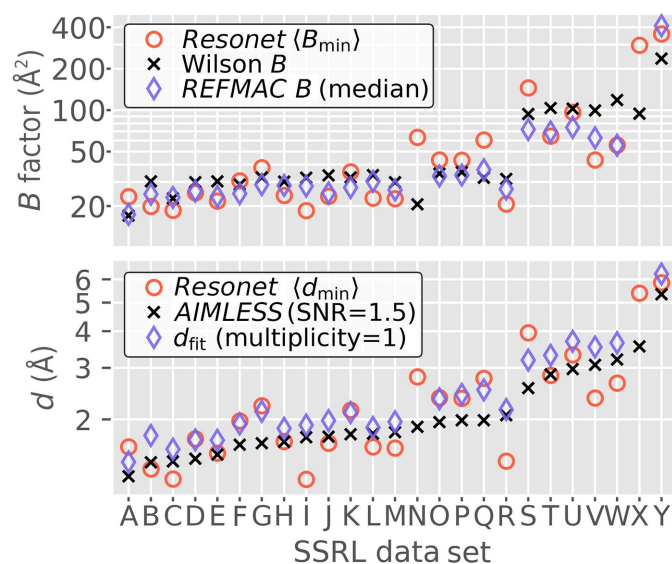 400
200
100
50
20
B factor (Å²)
Resonet ⟨Bmin⟩
Wilson B
REFMAC B (median)
6
5
4
3
2
d (Å)
Resonet ⟨dmin⟩
AIMLESS (SNR=1.5)
dfit (multiplicity=1)
A B C D E F G H I J K L M N O P Q R S T U V W X Y
SSRL data set